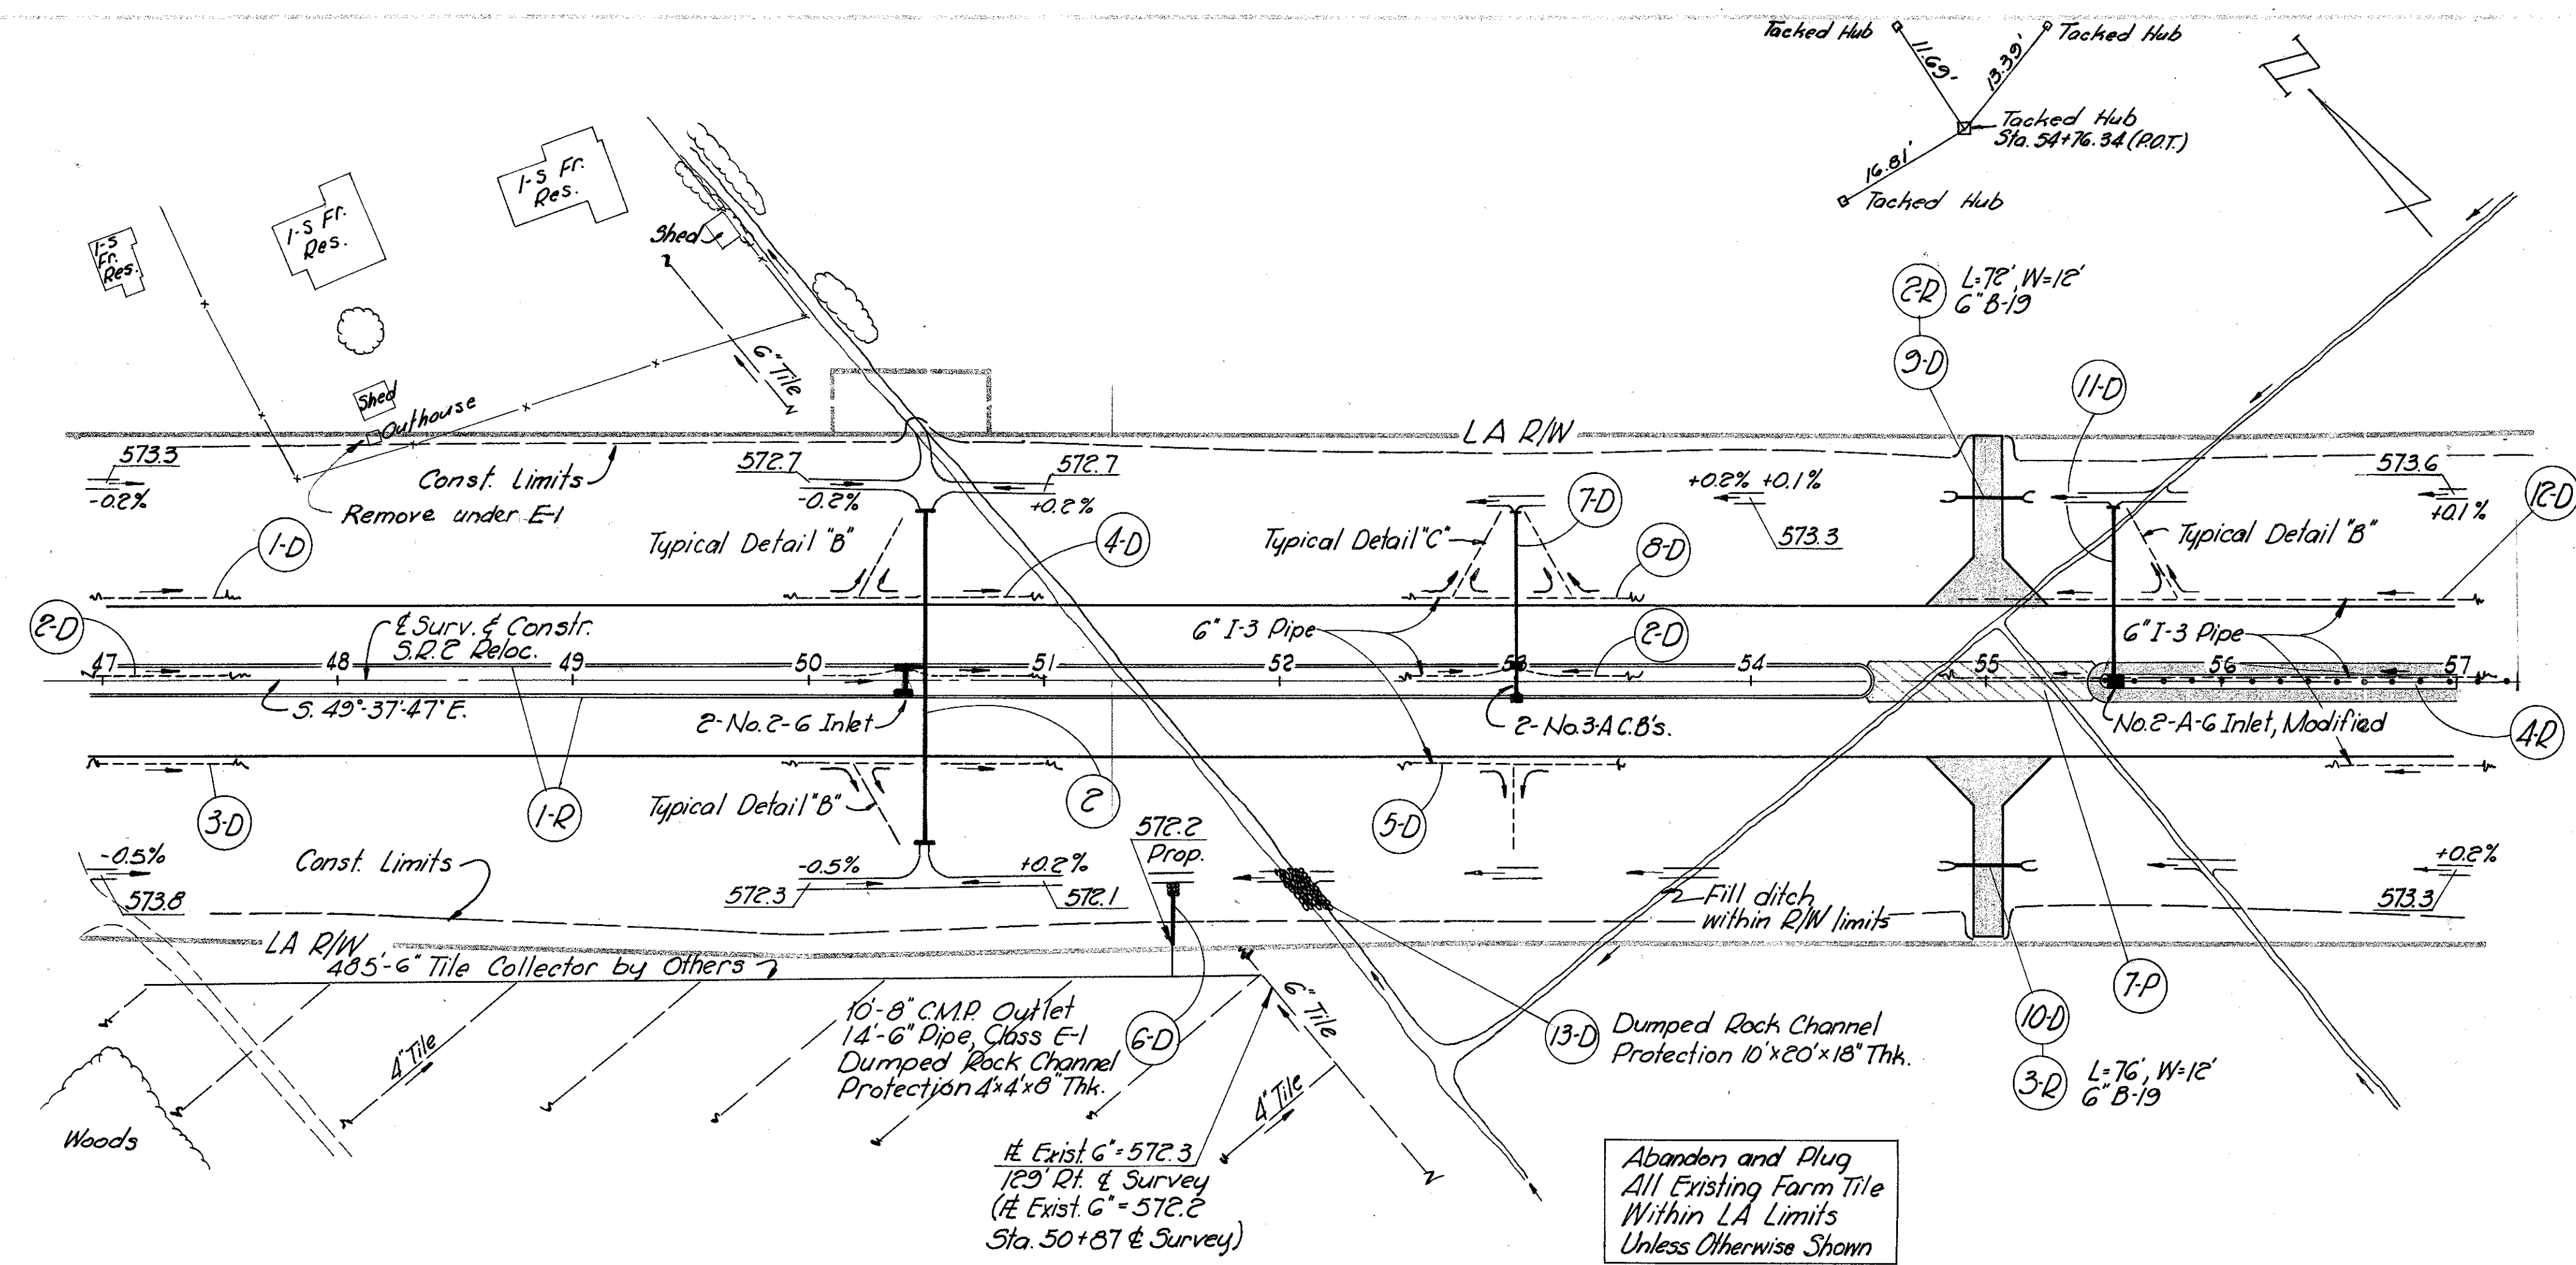 Tacked Hub
11.69'
13.39'
Tacked Hub
Tacked Hub
Sta. 54+76.34 (P.O.T.)
16.81'
Tacked Hub
1-S Fr.
Res.
1-S Fr.
Res.
1-S
Fr.
Res.
Shed
6" Tile
Shed
Outhouse
2-R
L=72', W=12'
6" B-19
9-D
11-D
LA R/W
573.3
-0.2%
Const. Limits
Remove under E-1
572.7
-0.2%
572.7
+0.2%
7-D
+0.2% +0.1%
573.3
573.6
+0.1%
12-D
1-D
Typical Detail "B"
4-D
Typical Detail "C"
8-D
Typical Detail "B"
2-D
℄ Surv. & Constr.
S.R. 2 Reloc.
6" I-3 Pipe
2-D
6" I-3 Pipe
47
48
49
50
51
52
53
54
55
56
57
S. 49°-37'-47" E.
2-No. 2-6 Inlet
2-No. 3-A C.B's.
No. 2-A-6 Inlet, Modified
4-R
3-D
1-R
Typical Detail "B"
2
5-D
572.2
Prop.
-0.5%
573.8
Const. Limits
-0.5%
572.3
+0.2%
572.1
Fill ditch
within R/W limits
+0.2%
573.3
LA R/W
485'-6" Tile Collector by Others
7-P
4" Tile
10'-8" C.M.P. Outlet
14'-6" Pipe, Class E-1
Dumped Rock Channel
Protection 4'x4'x8" Thk.
6-D
6" Tile
13-D
Dumped Rock Channel
Protection 10'x20'x18" Thk.
10-D
3-R
L=76', W=12'
6" B-19
4" Tile
Woods
℄ Exist. 6" = 572.3
129' Rt. ℄ Survey
(℄ Exist. 6" = 572.2
Sta. 50+87 ℄ Survey)
Abandon and Plug
All Existing Farm Tile
Within LA Limits
Unless Otherwise Shown